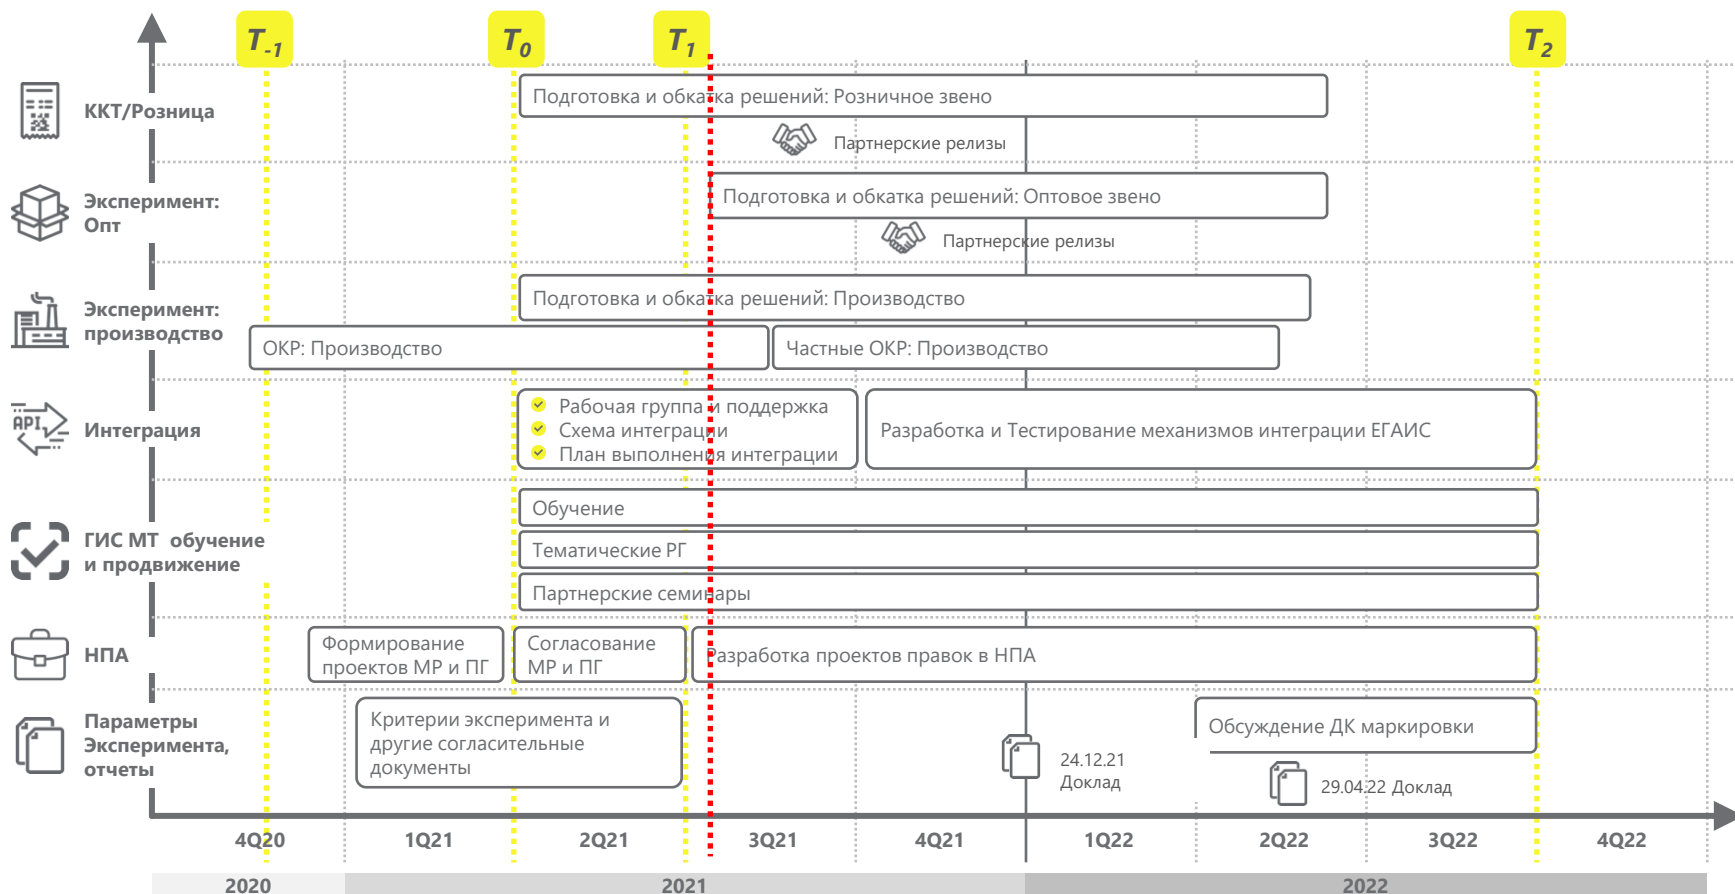 T-1
T0
T1
T2
ККТ/Розница
Подготовка и обкатка решений: Розничное звено
Партнерские релизы
Эксперимент:
Опт
Подготовка и обкатка решений: Оптовое звено
Партнерские релизы
Эксперимент:
производство
Подготовка и обкатка решений: Производство
ОКР: Производство
Частные ОКР: Производство
API
Интеграция
Рабочая группа и поддержка
Схема интеграции
План выполнения интеграции
Разработка и Тестирование механизмов интеграции ЕГАИС
ГИС МТ обучение
и продвижение
Обучение
Тематические РГ
Партнерские семинары
НПА
Формирование
проектов МР и ПГ
Согласование
МР и ПГ
Разработка проектов правок в НПА
Параметры
Эксперимента,
отчеты
Критерии эксперимента и
другие согласительные
документы
24.12.21
Доклад
Обсуждение ДК маркировки
29.04.22 Доклад
4Q20
1Q21
2Q21
3Q21
4Q21
1Q22
2Q22
3Q22
4Q22
2020
2021
2022